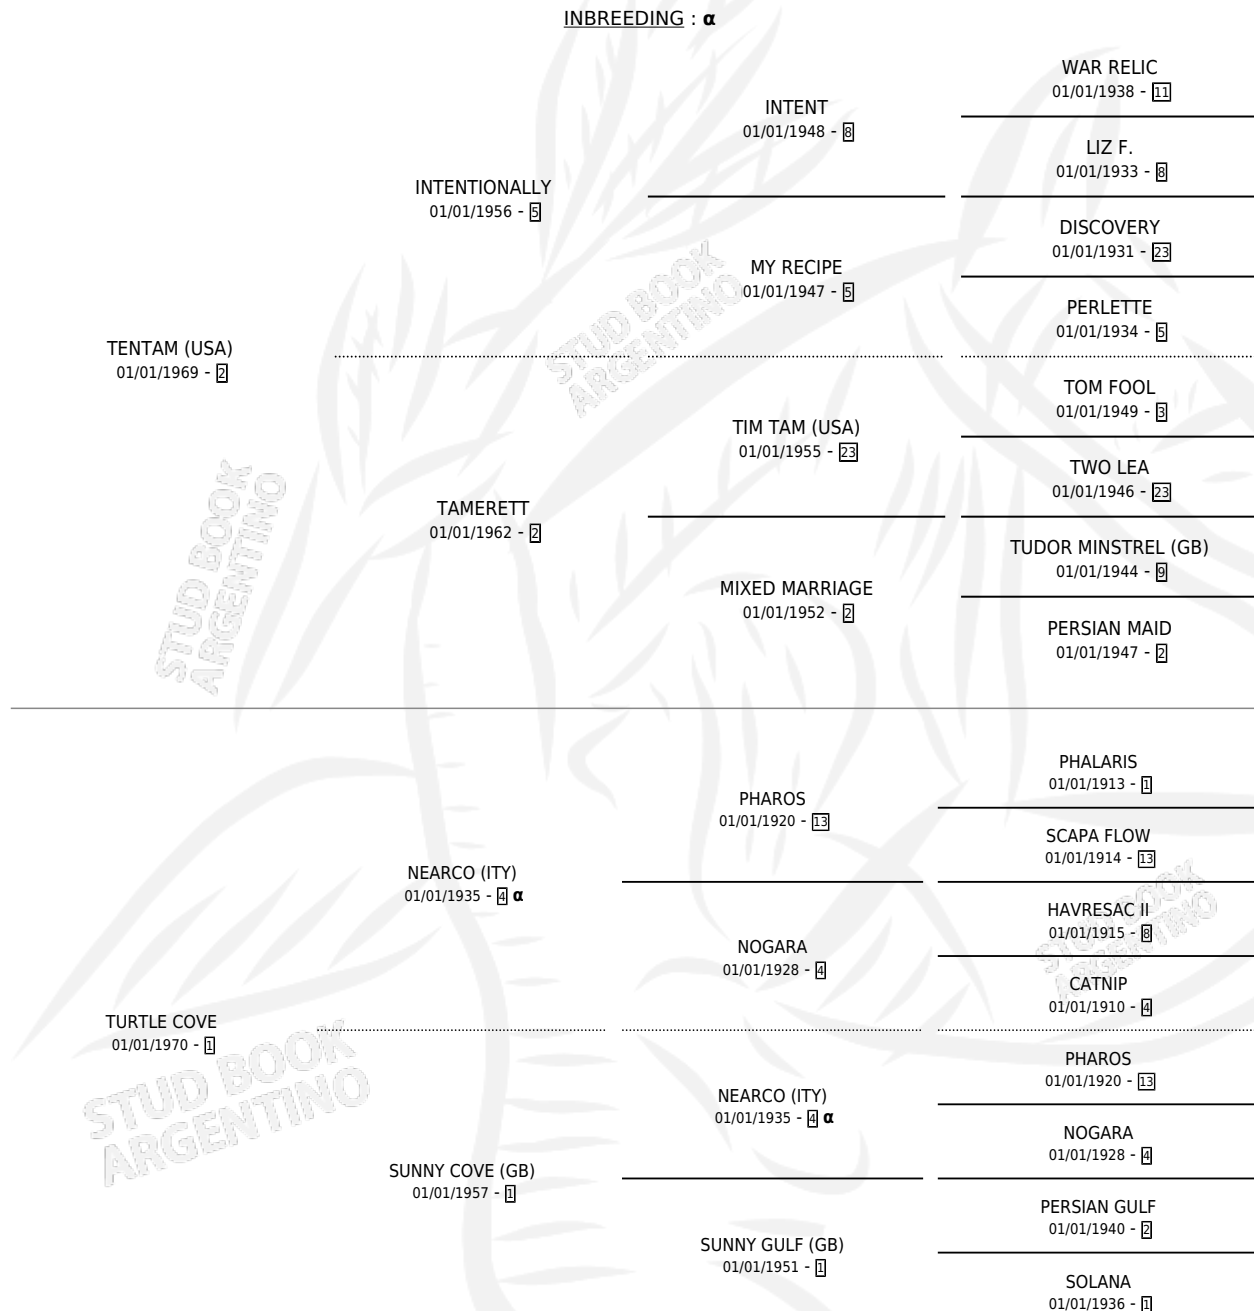 INBREEDING : α
WAR RELIC
01/01/1938 - 11
INTENT
01/01/1948 - 8
LIZ F.
01/01/1933 - 8
INTENTIONALLY
01/01/1956 - 5
DISCOVERY
01/01/1931 - 23
MY RECIPE
01/01/1947 - 5
PERLETTE
01/01/1934 - 5
TENTAM (USA)
01/01/1969 - 2
TOM FOOL
01/01/1949 - 3
TIM TAM (USA)
01/01/1955 - 23
TWO LEA
01/01/1946 - 23
TAMERETT
01/01/1962 - 2
TUDOR MINSTREL (GB)
01/01/1944 - 9
MIXED MARRIAGE
01/01/1952 - 2
PERSIAN MAID
01/01/1947 - 2
PHALARIS
01/01/1913 - 1
PHAROS
01/01/1920 - 13
SCAPA FLOW
01/01/1914 - 13
NEARCO (ITY)
01/01/1935 - 4 α
HAVRESAC II
01/01/1915 - 8
NOGARA
01/01/1928 - 4
CATNIP
01/01/1910 - 4
TURTLE COVE
01/01/1970 - 1
PHAROS
01/01/1920 - 13
NEARCO (ITY)
01/01/1935 - 4 α
NOGARA
01/01/1928 - 4
SUNNY COVE (GB)
01/01/1957 - 1
PERSIAN GULF
01/01/1940 - 2
SUNNY GULF (GB)
01/01/1951 - 1
SOLANA
01/01/1936 - 1
STUD BOOK
ARGENTINO
STUD BOOK
ARGENTINO
STUD BOOK
ARGENTINO
STUD BOOK
ARGENTINO